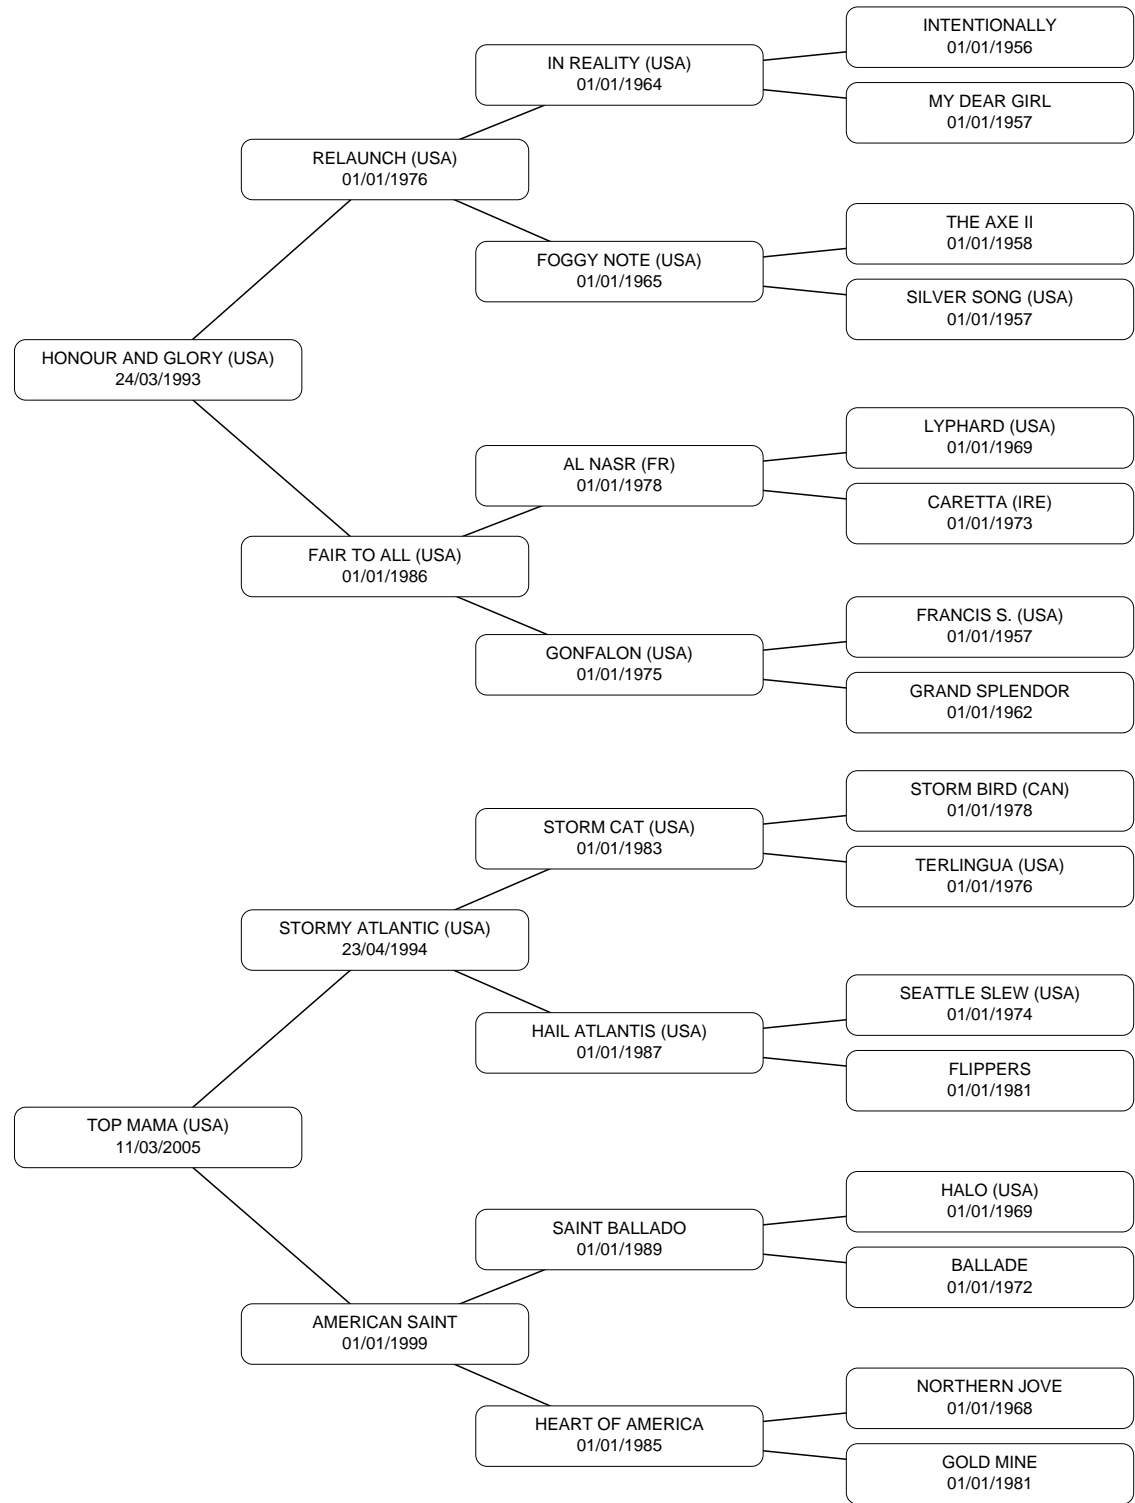 INTENTIONALLY
01/01/1956
IN REALITY (USA)
01/01/1964
MY DEAR GIRL
01/01/1957
RELAUNCH (USA)
01/01/1976
THE AXE II
01/01/1958
FOGGY NOTE (USA)
01/01/1965
SILVER SONG (USA)
01/01/1957
HONOUR AND GLORY (USA)
24/03/1993
LYPHARD (USA)
01/01/1969
AL NASR (FR)
01/01/1978
CARETTA (IRE)
01/01/1973
FAIR TO ALL (USA)
01/01/1986
FRANCIS S. (USA)
01/01/1957
GONFALON (USA)
01/01/1975
GRAND SPLENDOR
01/01/1962
STORM BIRD (CAN)
01/01/1978
STORM CAT (USA)
01/01/1983
TERLINGUA (USA)
01/01/1976
STORMY ATLANTIC (USA)
23/04/1994
SEATTLE SLEW (USA)
01/01/1974
HAIL ATLANTIS (USA)
01/01/1987
FLIPPERS
01/01/1981
TOP MAMA (USA)
11/03/2005
HALO (USA)
01/01/1969
SAINT BALLADO
01/01/1989
BALLADE
01/01/1972
AMERICAN SAINT
01/01/1999
NORTHERN JOVE
01/01/1968
HEART OF AMERICA
01/01/1985
GOLD MINE
01/01/1981